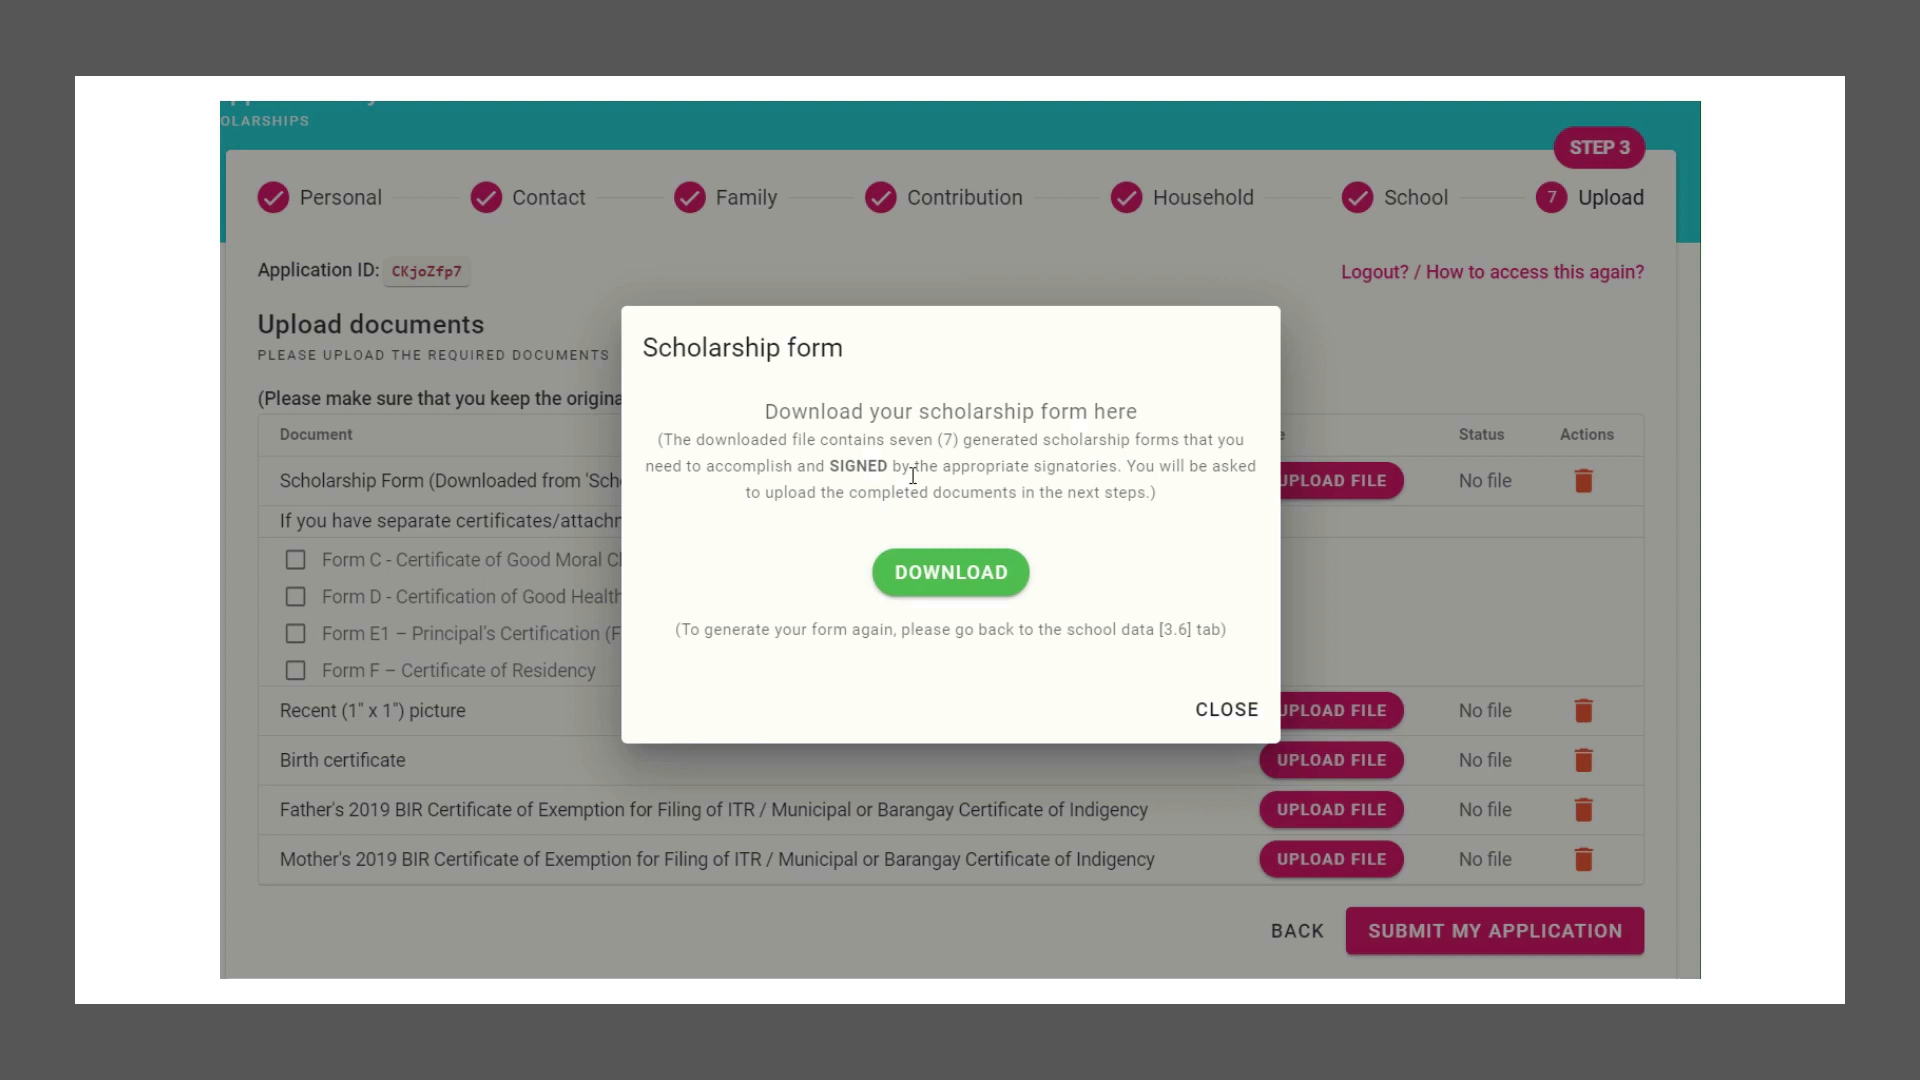 OLARSHIPS
STEP 3
Personal
Contact
Family
Contribution
Household
School
7 Upload
Application ID: CKjoZfp7
Logout? / How to access this again?
Upload documents
PLEASE UPLOAD THE REQUIRED DOCUMENTS
(Please make sure that you keep the origina
Document
Status
Actions
Scholarship Form (Downloaded from 'Sch
UPLOAD FILE
No file
If you have separate certificates/attachm
Form C - Certificate of Good Moral C
Form D - Certification of Good Health
Form E1 – Principal's Certification (F
Form F – Certificate of Residency
Scholarship form
Download your scholarship form here
(The downloaded file contains seven (7) generated scholarship forms that you
need to accomplish and SIGNED by the appropriate signatories. You will be asked
to upload the completed documents in the next steps.)
DOWNLOAD
(To generate your form again, please go back to the school data [3.6] tab)
CLOSE
Recent (1" x 1") picture
UPLOAD FILE
No file
Birth certificate
UPLOAD FILE
No file
Father's 2019 BIR Certificate of Exemption for Filing of ITR / Municipal or Barangay Certificate of Indigency
UPLOAD FILE
No file
Mother's 2019 BIR Certificate of Exemption for Filing of ITR / Municipal or Barangay Certificate of Indigency
UPLOAD FILE
No file
BACK
SUBMIT MY APPLICATION